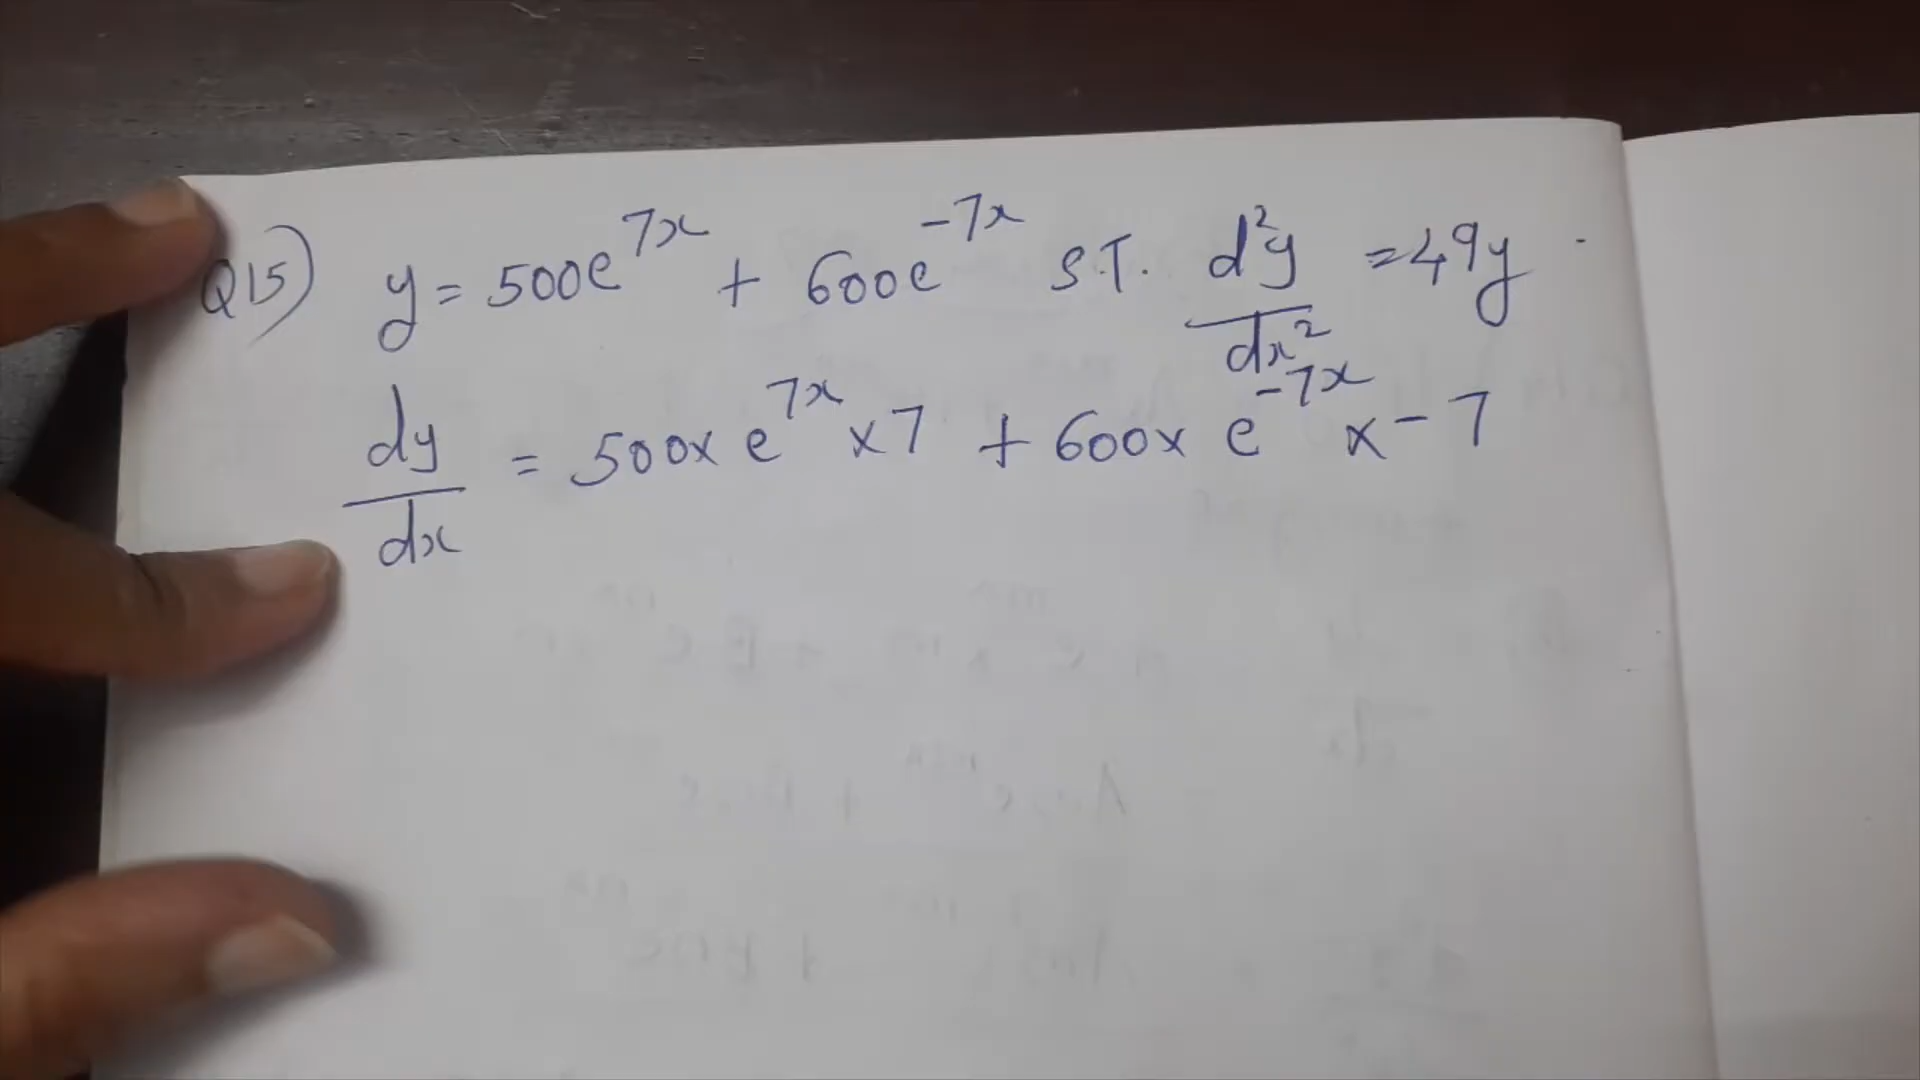 Q15) y = 500e^7x + 600e^-7x S.T. d²y/dx² = 49y
dy/dx = 500 x e^7x x 7 + 600 x e^-7x x -7